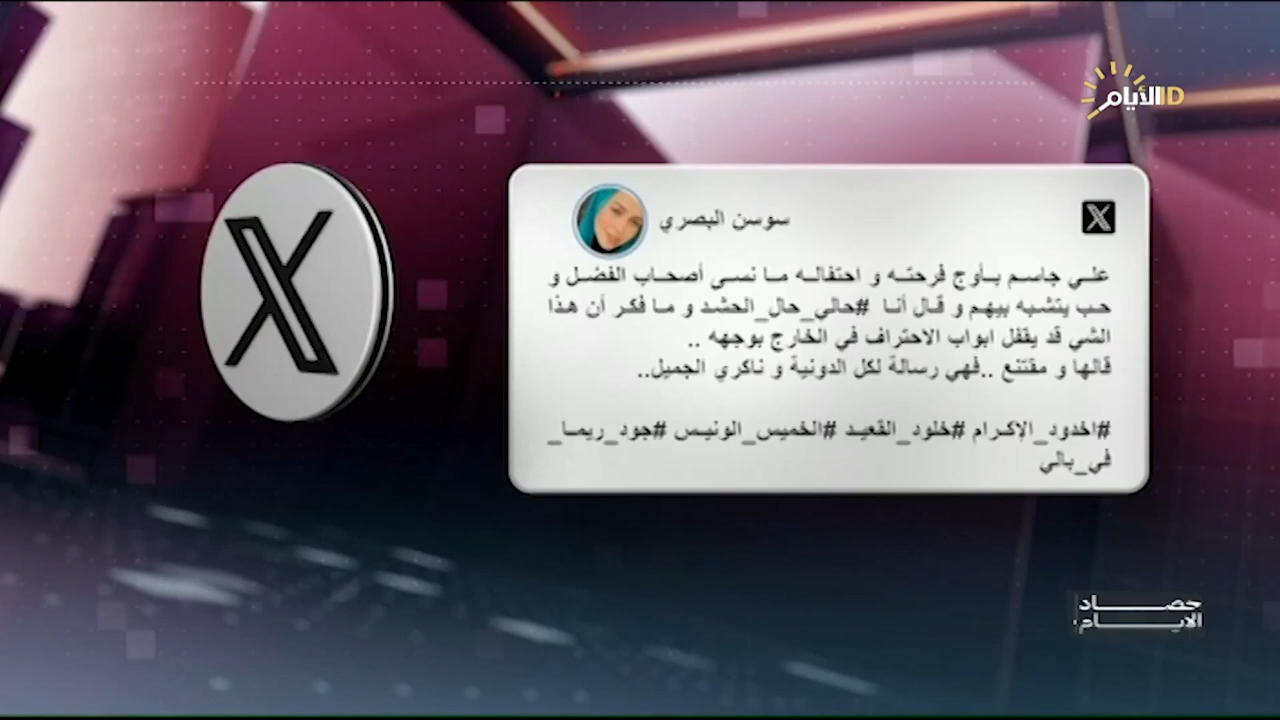 الأيام ID
سوسن البصري
علي جاسم بأوج فرحته و احتفاله ما نسى أصحاب الفضل و
حب يتشبه بيهم و قال أنا #حالي_حال_الحشد و ما فكر أن هذا
الشي قد يقفل ابواب الاحتراف في الخارج بوجهه ..
قالها و مقتنع ..فهي رسالة لكل الدونية و ناكري الجميل..
#اخدود_الإكرام #خلود_القعيد #الخميس_الونيس #جود_ريما_
في_بالي
حصاد
الايام